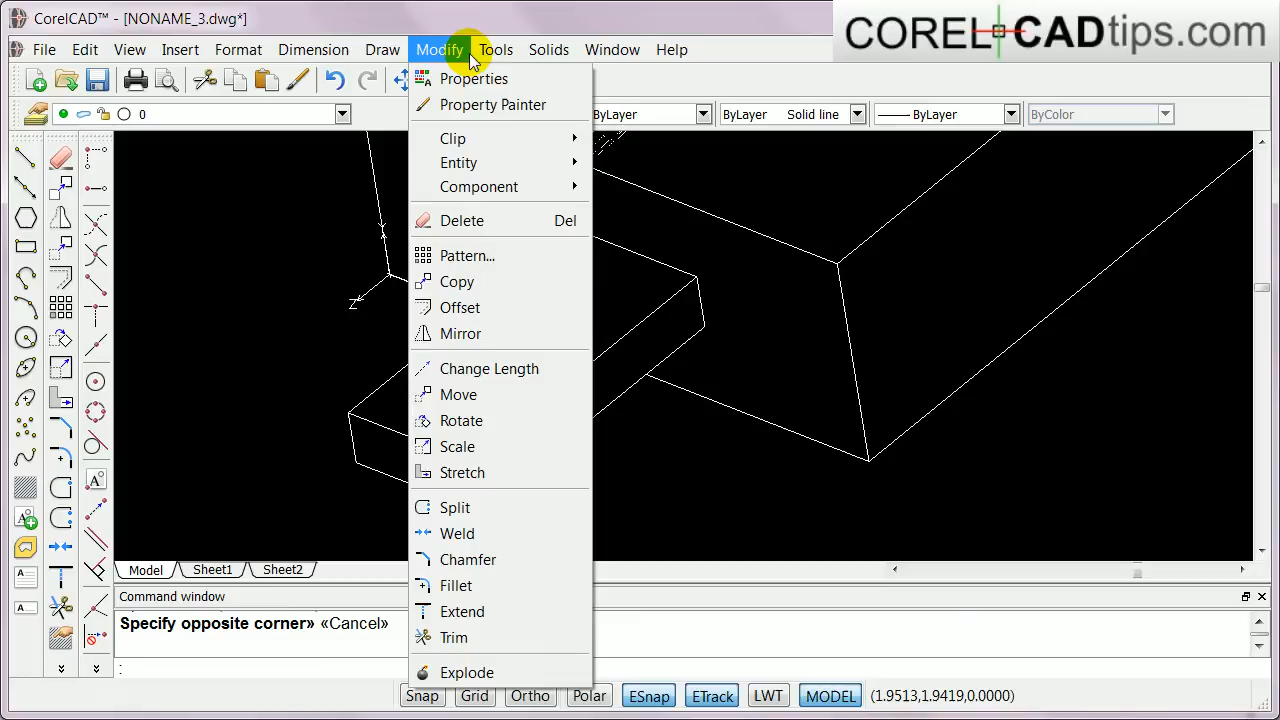 CorelCAD™ - [NONAME_3.dwg*]
COREL CADtips.com
File Edit View Insert Format Dimension Draw Modify Tools Solids Window Help
0
ByLayer
ByLayer Solid line
ByLayer
ByColor
Properties
Property Painter
Clip
Entity
Component
Delete Del
Pattern...
Copy
Offset
Mirror
Change Length
Move
Rotate
Scale
Stretch
Split
Weld
Chamfer
Fillet
Extend
Trim
Explode
Z
Model Sheet1 Sheet2
Command window
Specify opposite corner» «Cancel»
:
Snap Grid Ortho Polar ESnap ETrack LWT MODEL (1.9513,1.9419,0.0000)